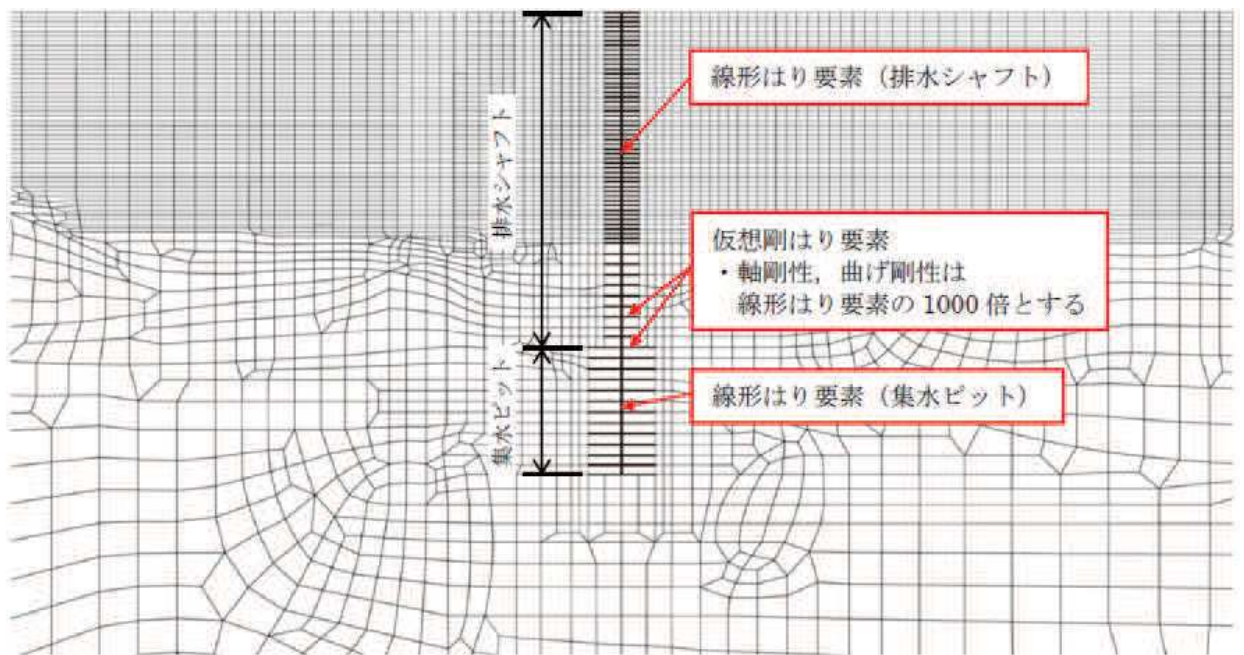 線形はり要素（排水シャフト）
排水シャフト
仮想剛はり要素
・軸剛性，曲げ剛性は
線形はり要素の 1000 倍とする
集水ピット
線形はり要素（集水ピット）